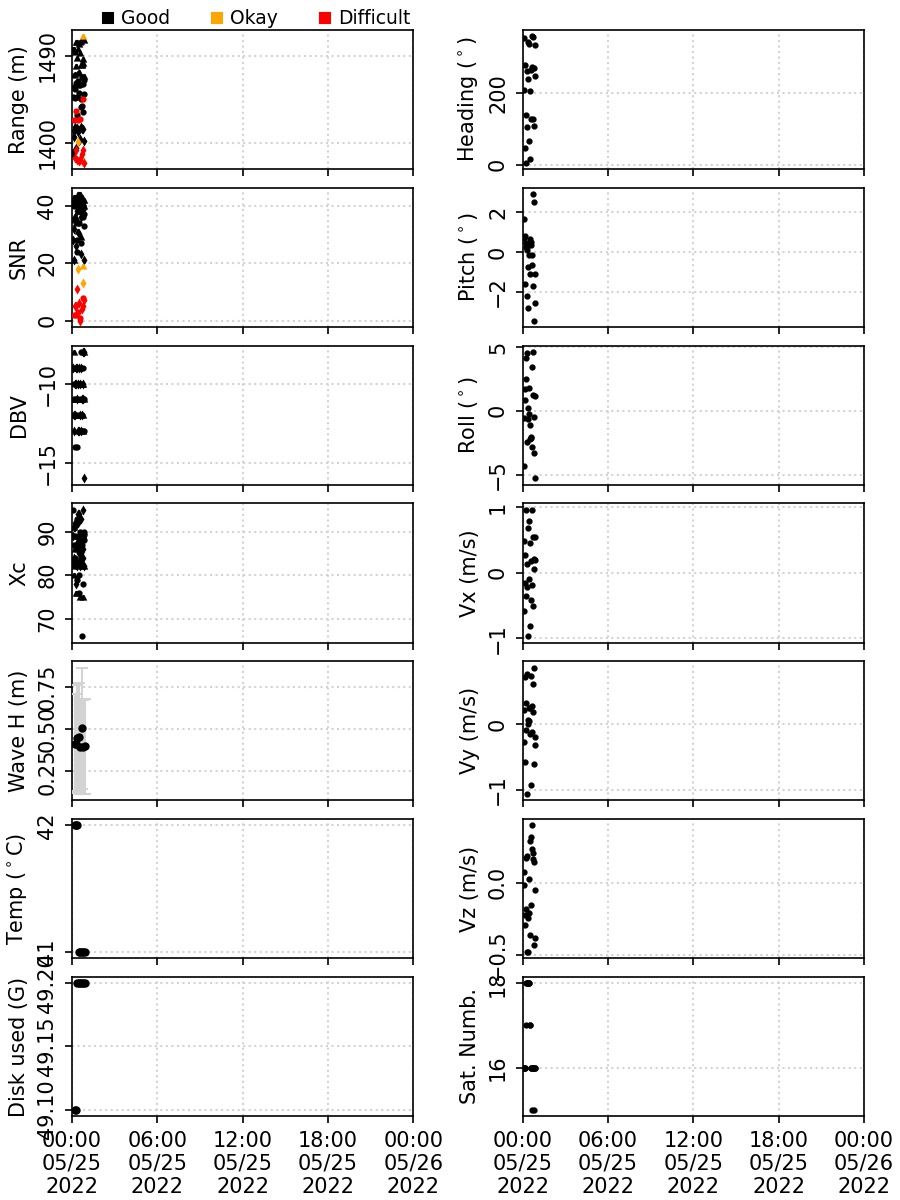 Good Okay Difficult
Range (m)
1490
1400
Heading (°)
200
0
SNR
40
20
0
Pitch (°)
2
0
−2
DBV
−10
−15
Roll (°)
5
0
−5
Xc
90
80
70
Vx (m/s)
1
0
−1
Wave H (m)
0.75
0.50
0.25
Vy (m/s)
0
−1
Temp (°C)
42
41
Vz (m/s)
0.0
−0.5
Disk used (G)
49.20
49.15
49.10
Sat. Numb.
18
16
00:00 06:00 12:00 18:00 00:00
05/25 05/25 05/25 05/25 05/26
2022 2022 2022 2022 2022
00:00 06:00 12:00 18:00 00:00
05/25 05/25 05/25 05/25 05/26
2022 2022 2022 2022 2022